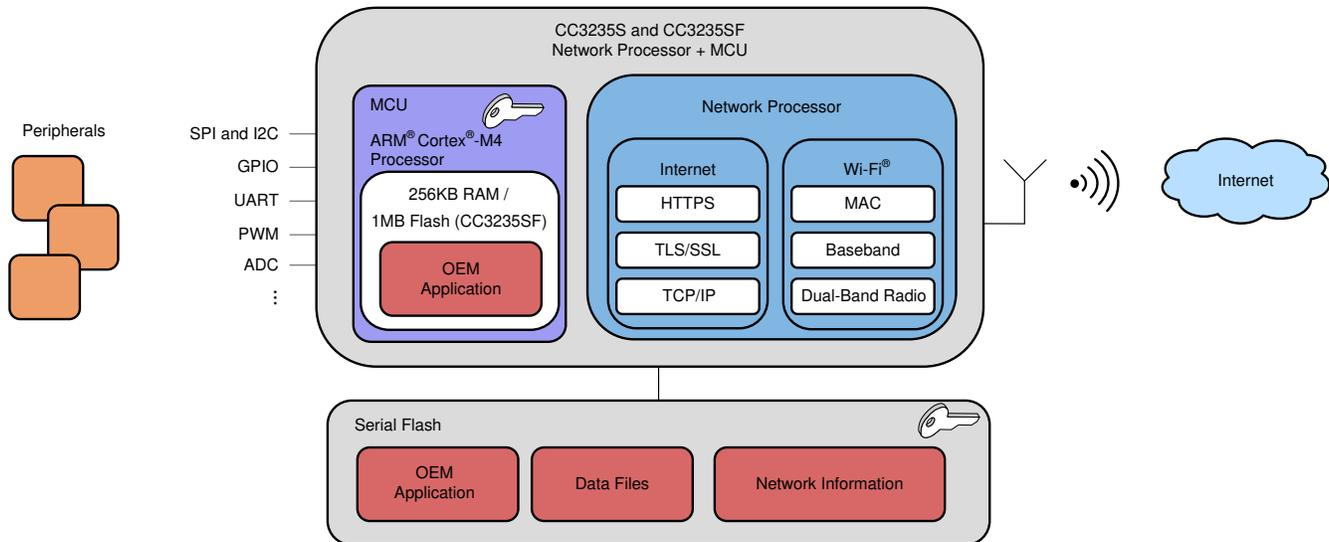 CC3235S and CC3235SF
Network Processor + MCU
Peripherals
SPI and I2C
GPIO
UART
PWM
ADC
⋮
MCU
ARM® Cortex®-M4
Processor
256KB RAM /
1MB Flash (CC3235SF)
OEM
Application
Network Processor
Internet
HTTPS
TLS/SSL
TCP/IP
Wi-Fi®
MAC
Baseband
Dual-Band Radio
Internet
Serial Flash
OEM
Application
Data Files
Network Information